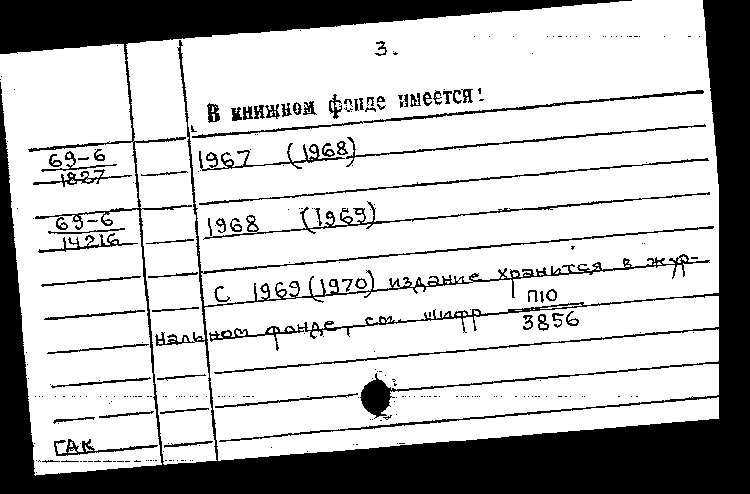 3.
В книжном фонде имеется:
69-6
1827
1967 (1968)
69-6
14216
1968 (1969)
С 1969 (1970) издание хранится в жур-
нальном фонде, см. шифр П10
3856
ГАК